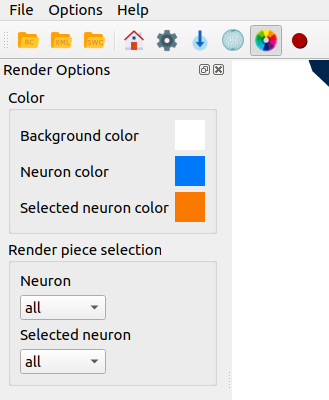 File Options Help
BC XML SWC
Render Options
Color
Background color
Neuron color
Selected neuron color
Render piece selection
Neuron
all
Selected neuron
all